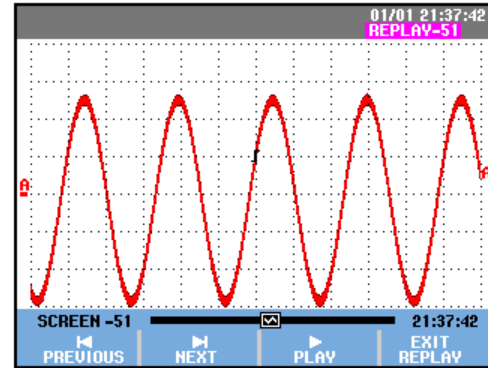 01/01 21:37:42
REPLAY-51
A
A
SCREEN -51 21:37:42
PREVIOUS NEXT PLAY EXIT REPLAY